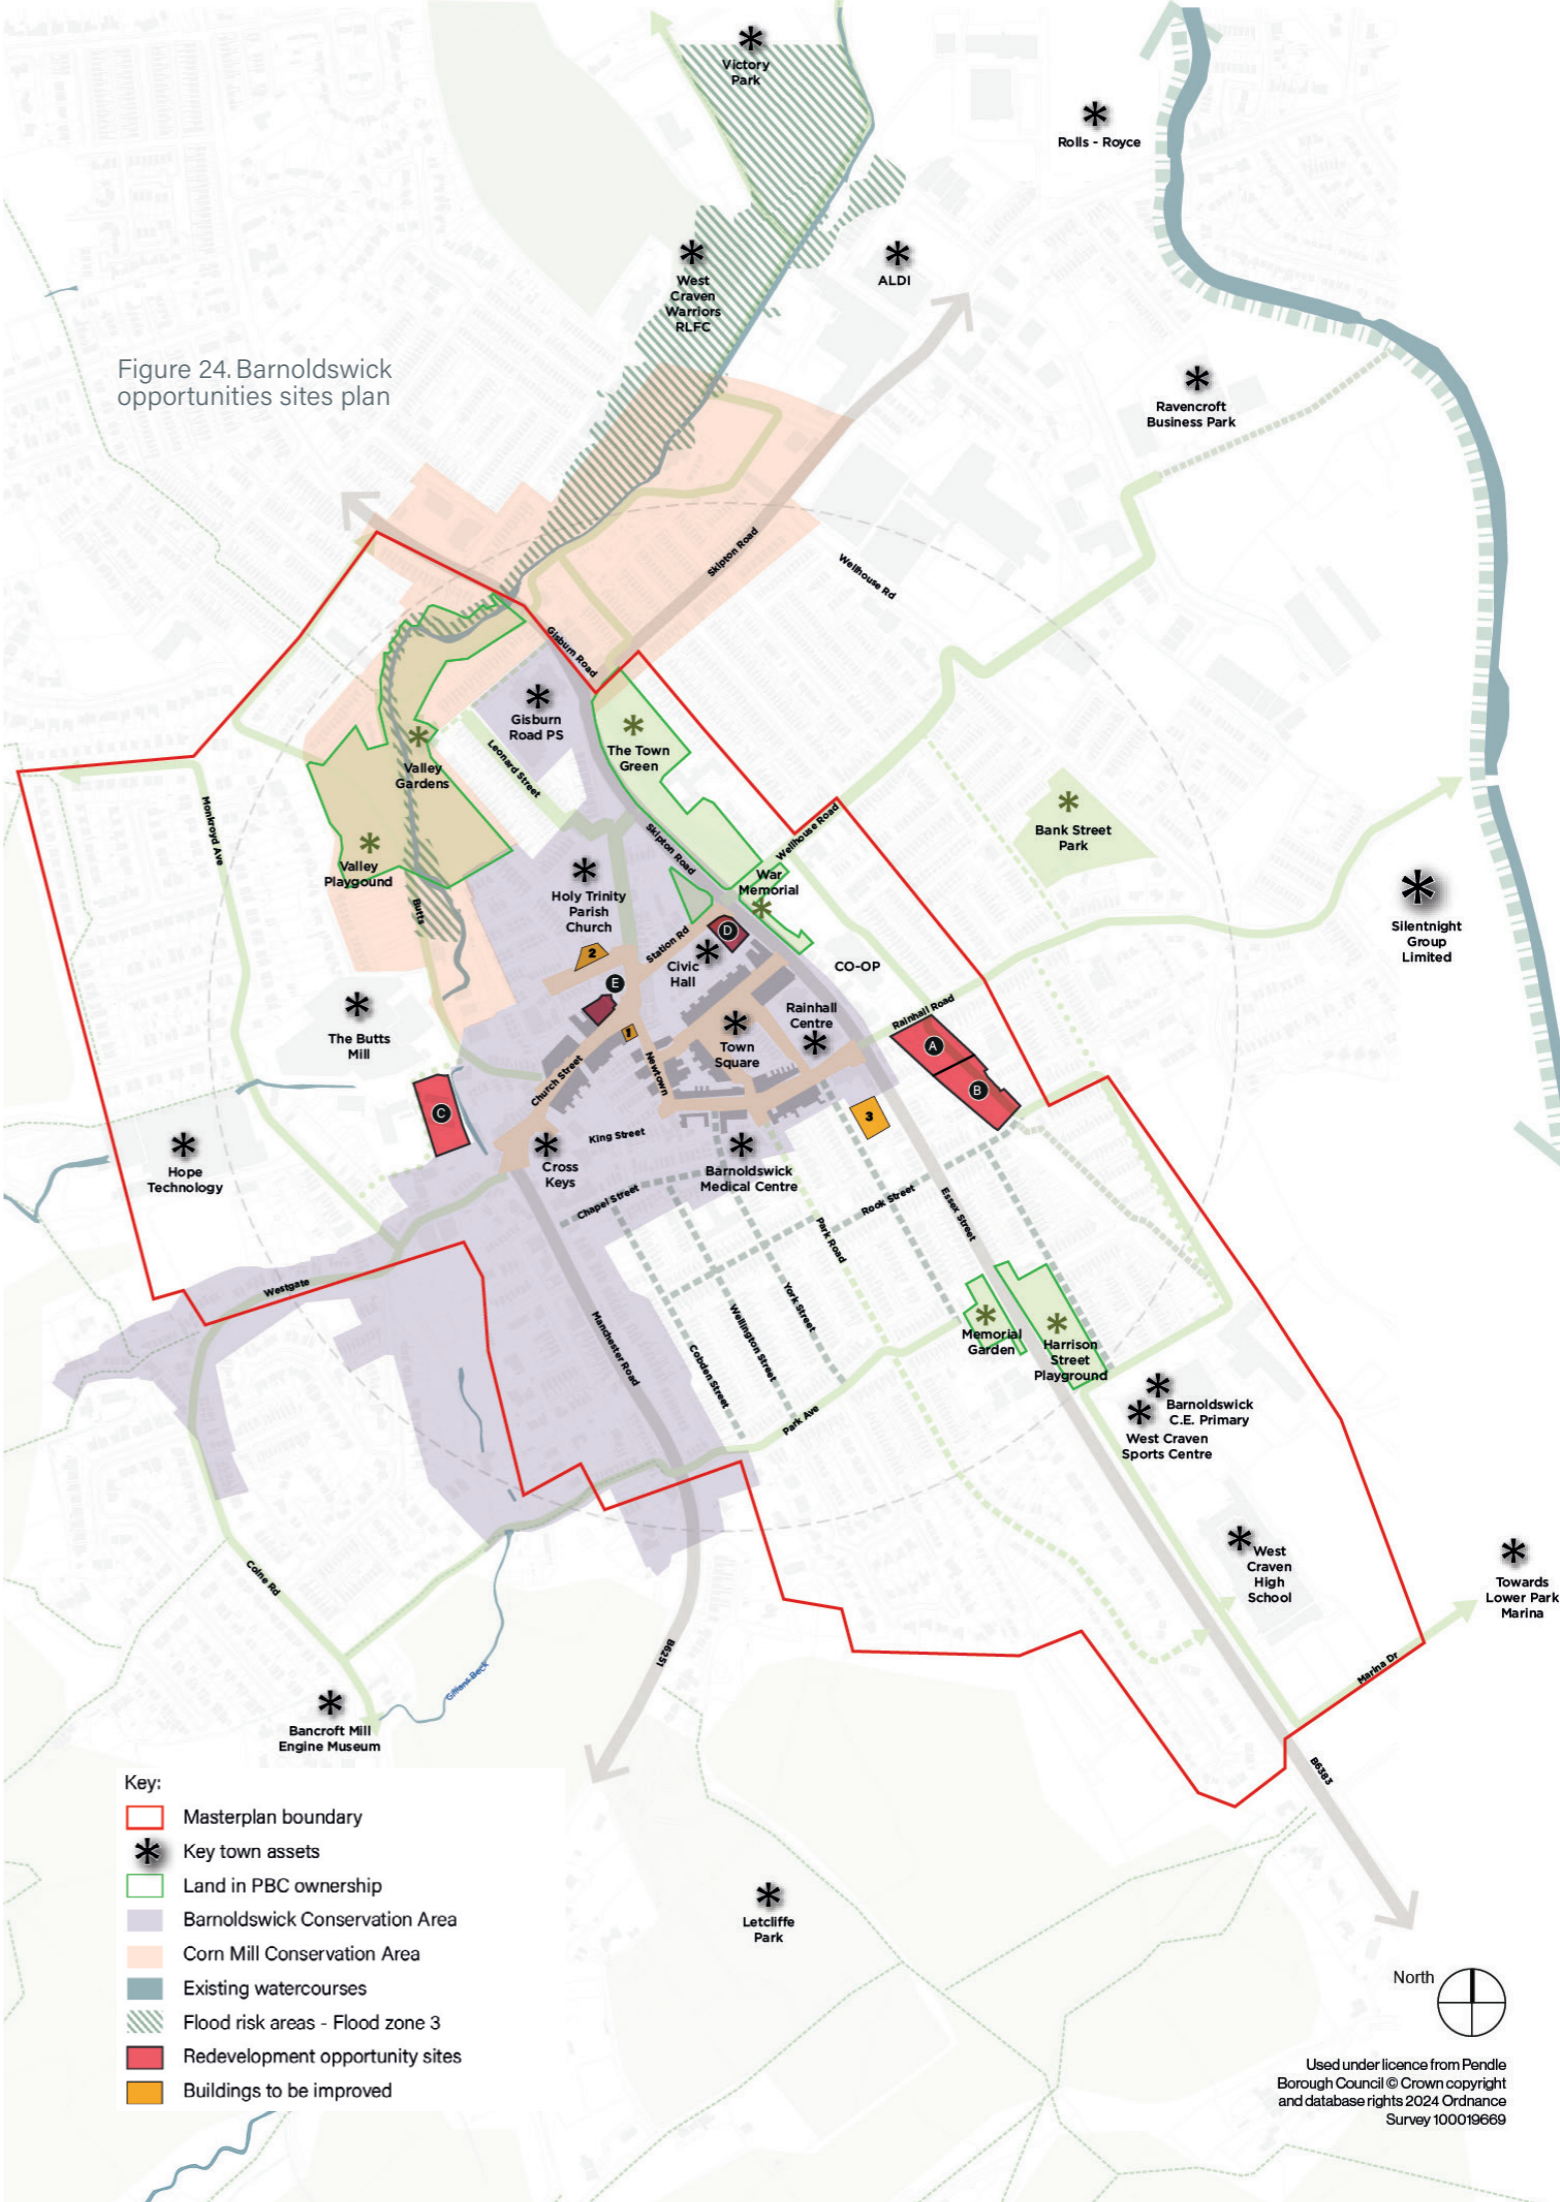 Victory
Park
Rolls - Royce
West
Craven
Warriors
RLFC
ALDI
Figure 24. Barnoldswick
opportunities sites plan
Ravencroft
Business Park
Skipton Road
Wellhouse Rd
Gisburn Road
Gisburn
Road PS
The Town
Green
Leonard Street
Valley
Gardens
Monkroyd Ave
Bank Street
Park
Skipton Road
Wellhouse Road
Valley
Playgound
War
Memorial
Holy Trinity
Parish
Church
Butts
Silentnight
Group
Limited
D
2
Station Rd
Civic
Hall
CO-OP
E
Rainhall
Centre
Rainhall Road
The Butts
Mill
1
Town
Square
A
Newtown
Church Street
B
C
3
King Street
Hope
Technology
Cross
Keys
Barnoldswick
Medical Centre
Chapel Street
Rook Street
Essex Street
Park Road
Westgate
York Street
Wellington Street
Manchester Road
Cobden Street
Memorial
Garden
Harrison
Street
Playground
Park Ave
Barnoldswick
C.E. Primary
West Craven
Sports Centre
Colne Rd
West
Craven
High
School
Towards
Lower Park
Marina
B6251
Marina Dr
Gillians Beck
Bancroft Mill
Engine Museum
B6383
Key:
Masterplan boundary
Key town assets
Land in PBC ownership
Barnoldswick Conservation Area
Corn Mill Conservation Area
Existing watercourses
Flood risk areas - Flood zone 3
Redevelopment opportunity sites
Buildings to be improved
Letcliffe
Park
North
Used under licence from Pendle
Borough Council © Crown copyright
and database rights 2024 Ordnance
Survey 100019669